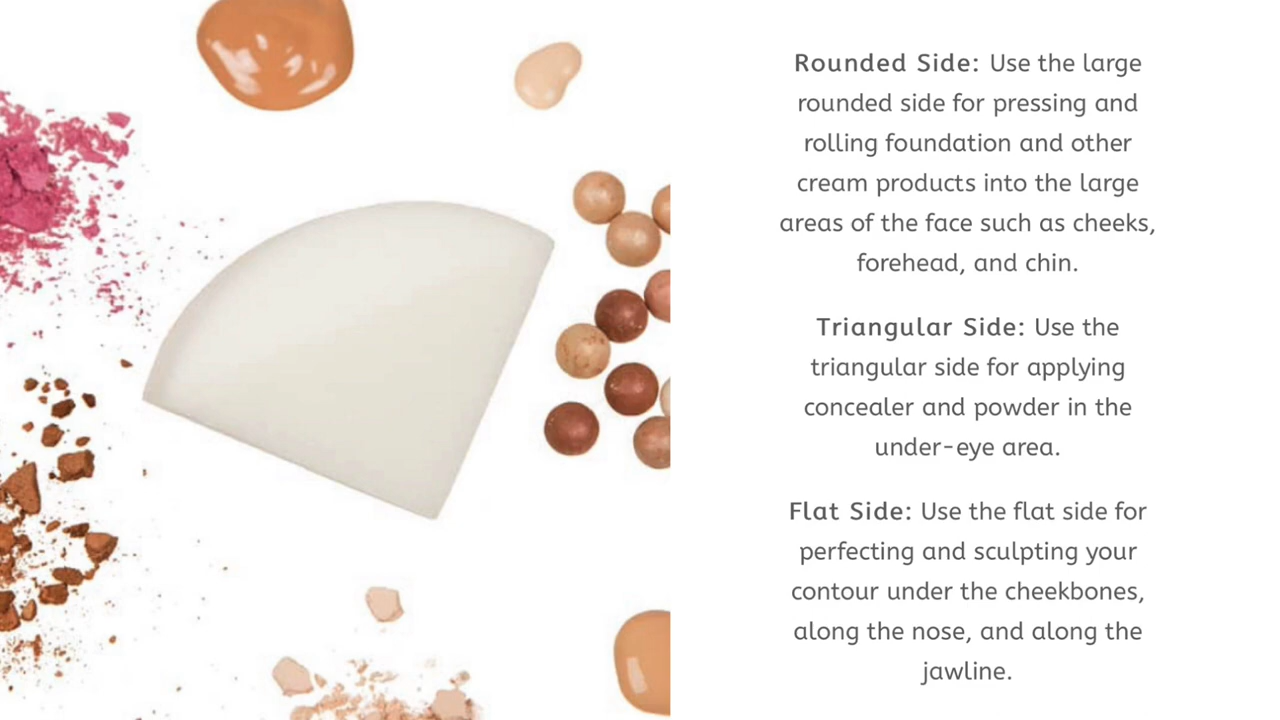 Rounded Side: Use the large
rounded side for pressing and
rolling foundation and other
cream products into the large
areas of the face such as cheeks,
forehead, and chin.
Triangular Side: Use the
triangular side for applying
concealer and powder in the
under-eye area.
Flat Side: Use the flat side for
perfecting and sculpting your
contour under the cheekbones,
along the nose, and along the
jawline.